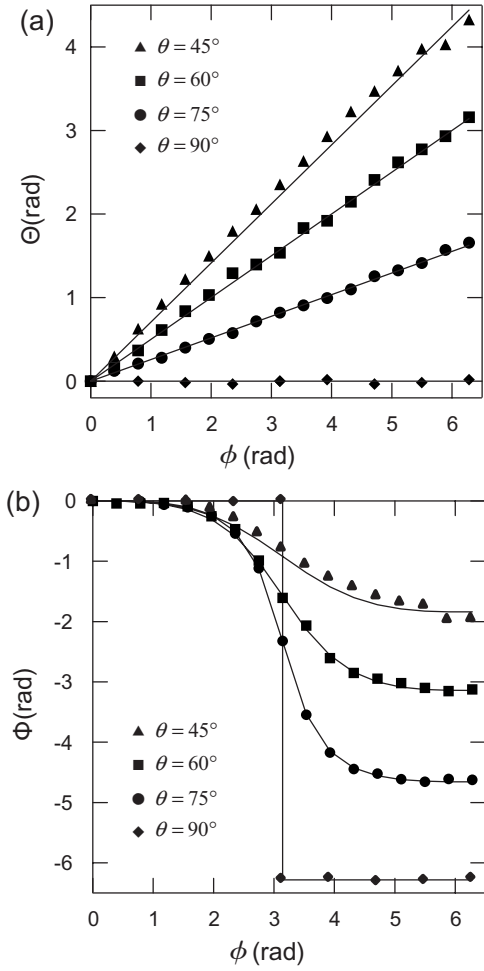 (a)
4
3
2
1
0
Θ(rad)
▲ θ = 45°
■ θ = 60°
● θ = 75°
◆ θ = 90°
0 1 2 3 4 5 6
ϕ (rad)
(b)
0
-1
-2
-3
-4
-5
-6
Φ(rad)
▲ θ = 45°
■ θ = 60°
● θ = 75°
◆ θ = 90°
0 1 2 3 4 5 6
ϕ (rad)